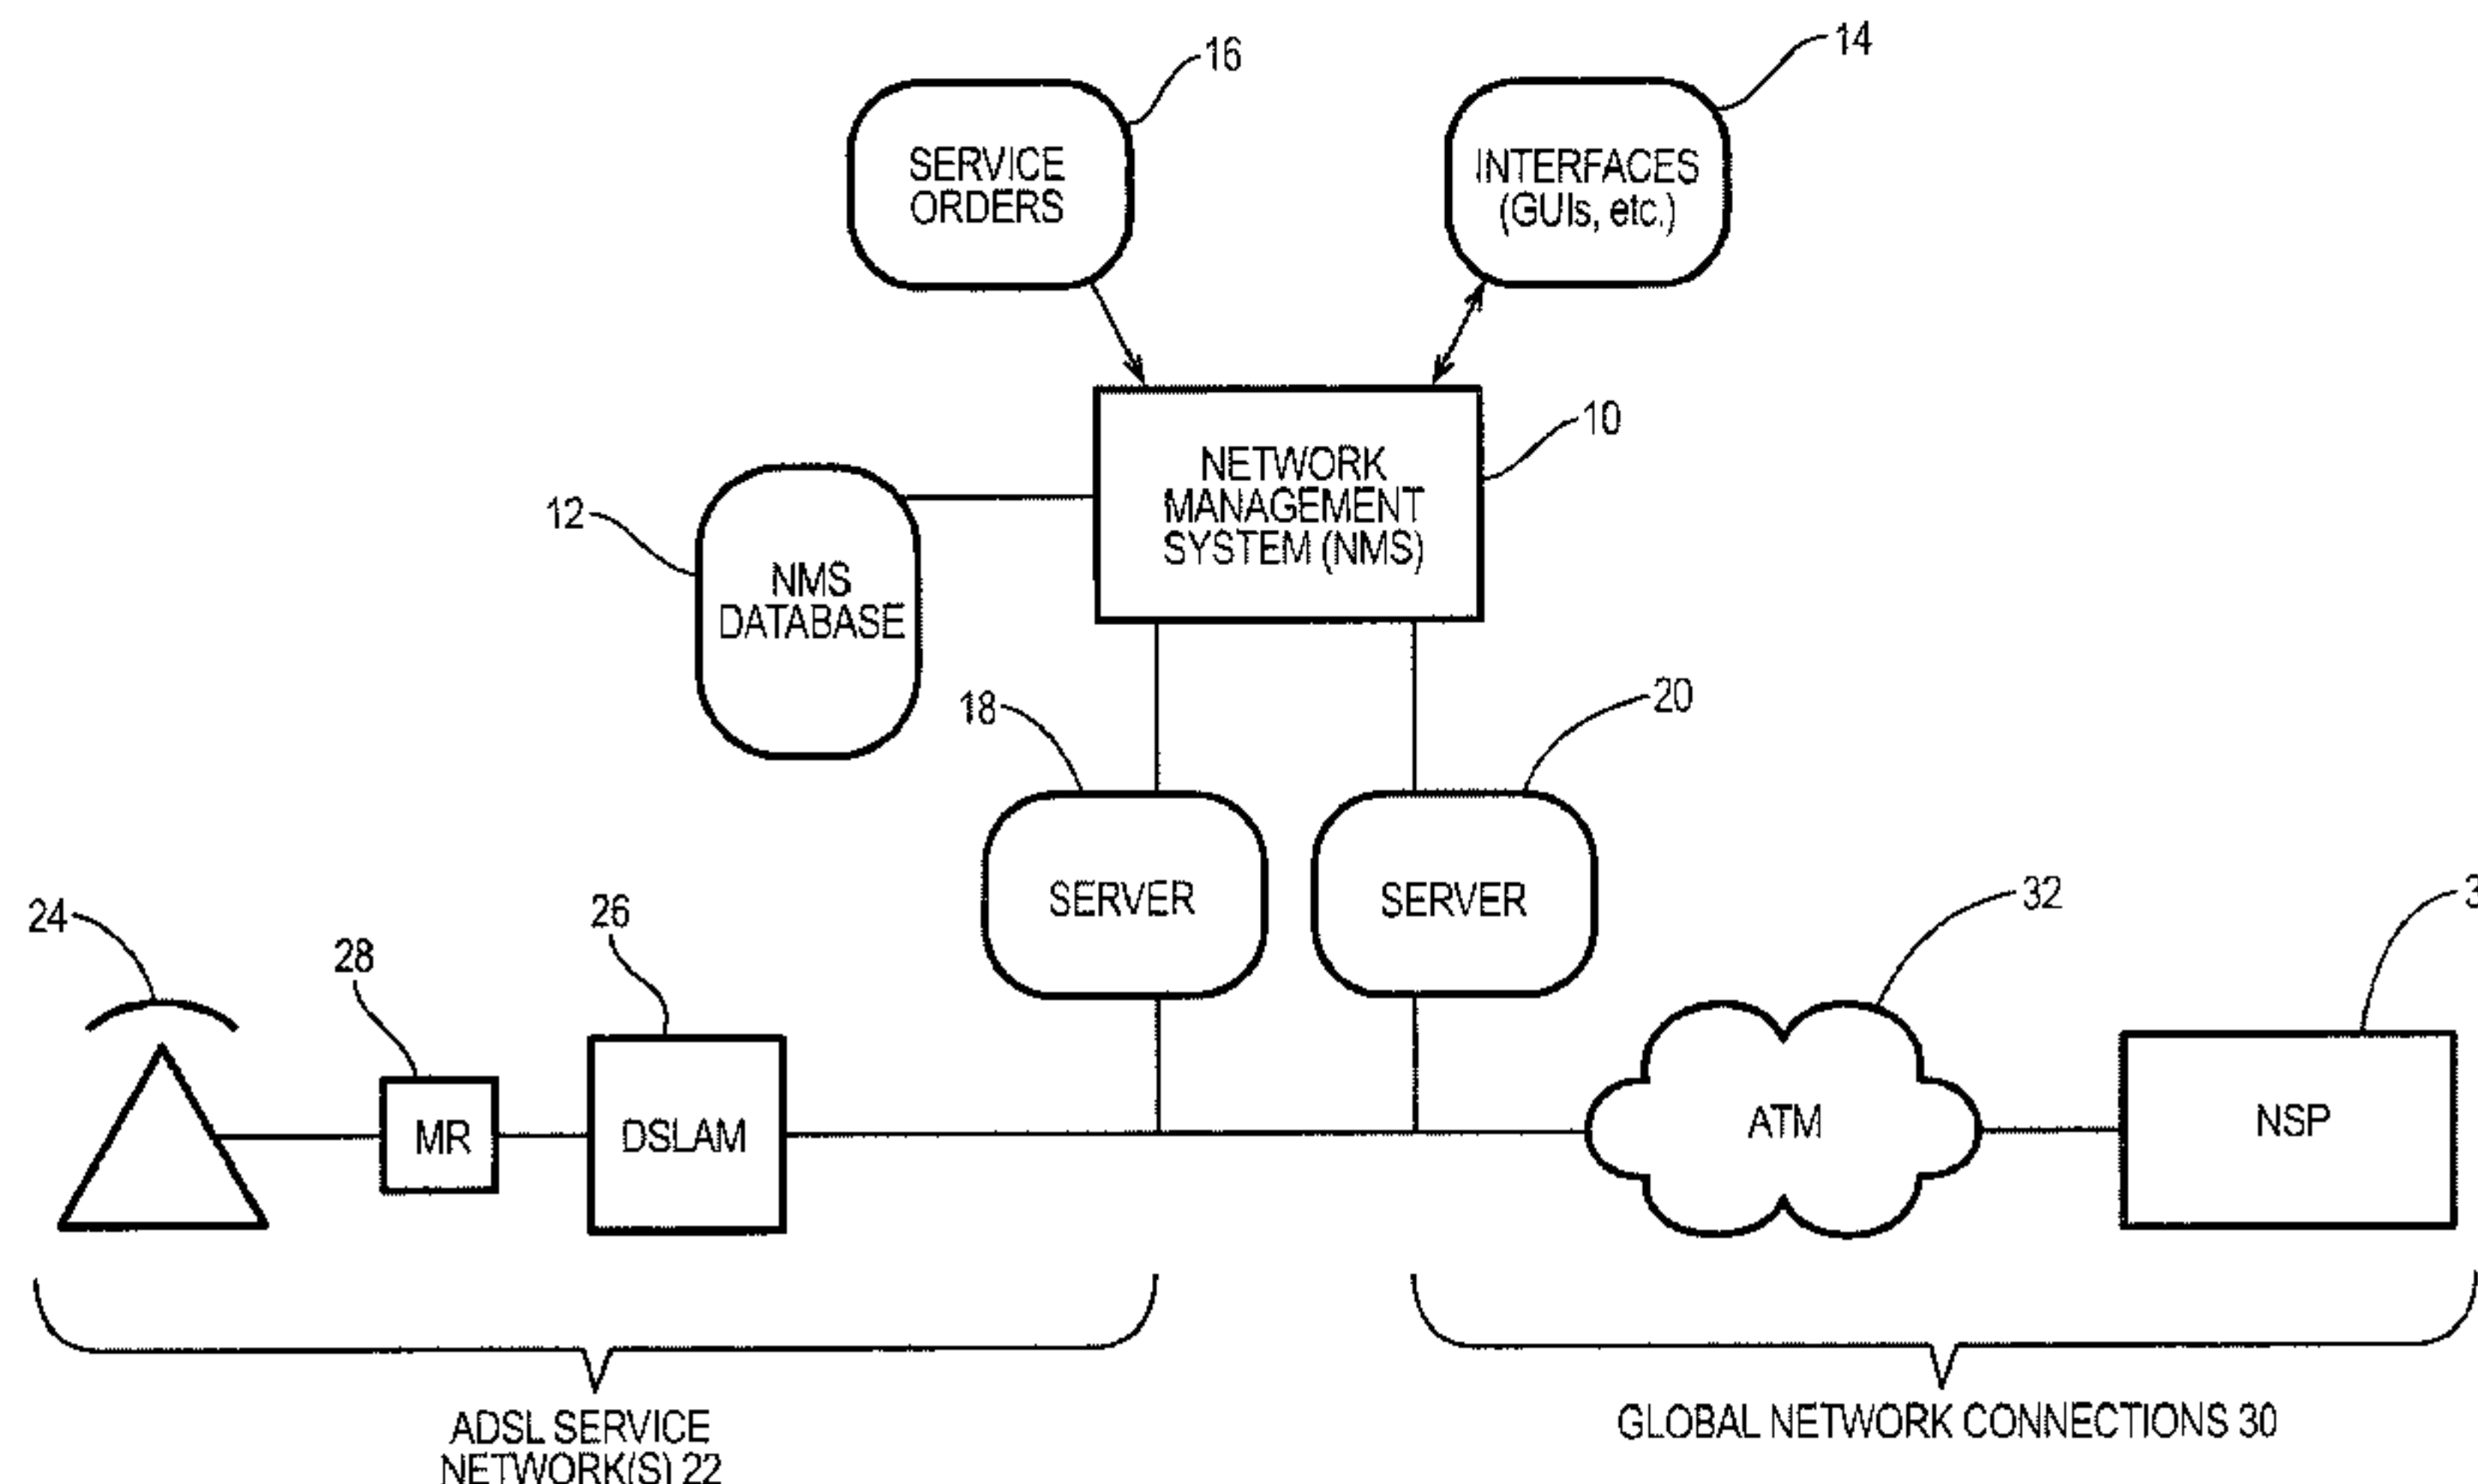 16
14
SERVICE
ORDERS
INTERFACES
(GUIs, etc.)
10
NETWORK
MANAGEMENT
SYSTEM (NMS)
12
NMS
DATABASE
18
20
SERVER
SERVER
24
28
26
32
MR
DSLAM
ATM
NSP
ADSL SERVICE
NETWORK(S) 22
GLOBAL NETWORK CONNECTIONS 30